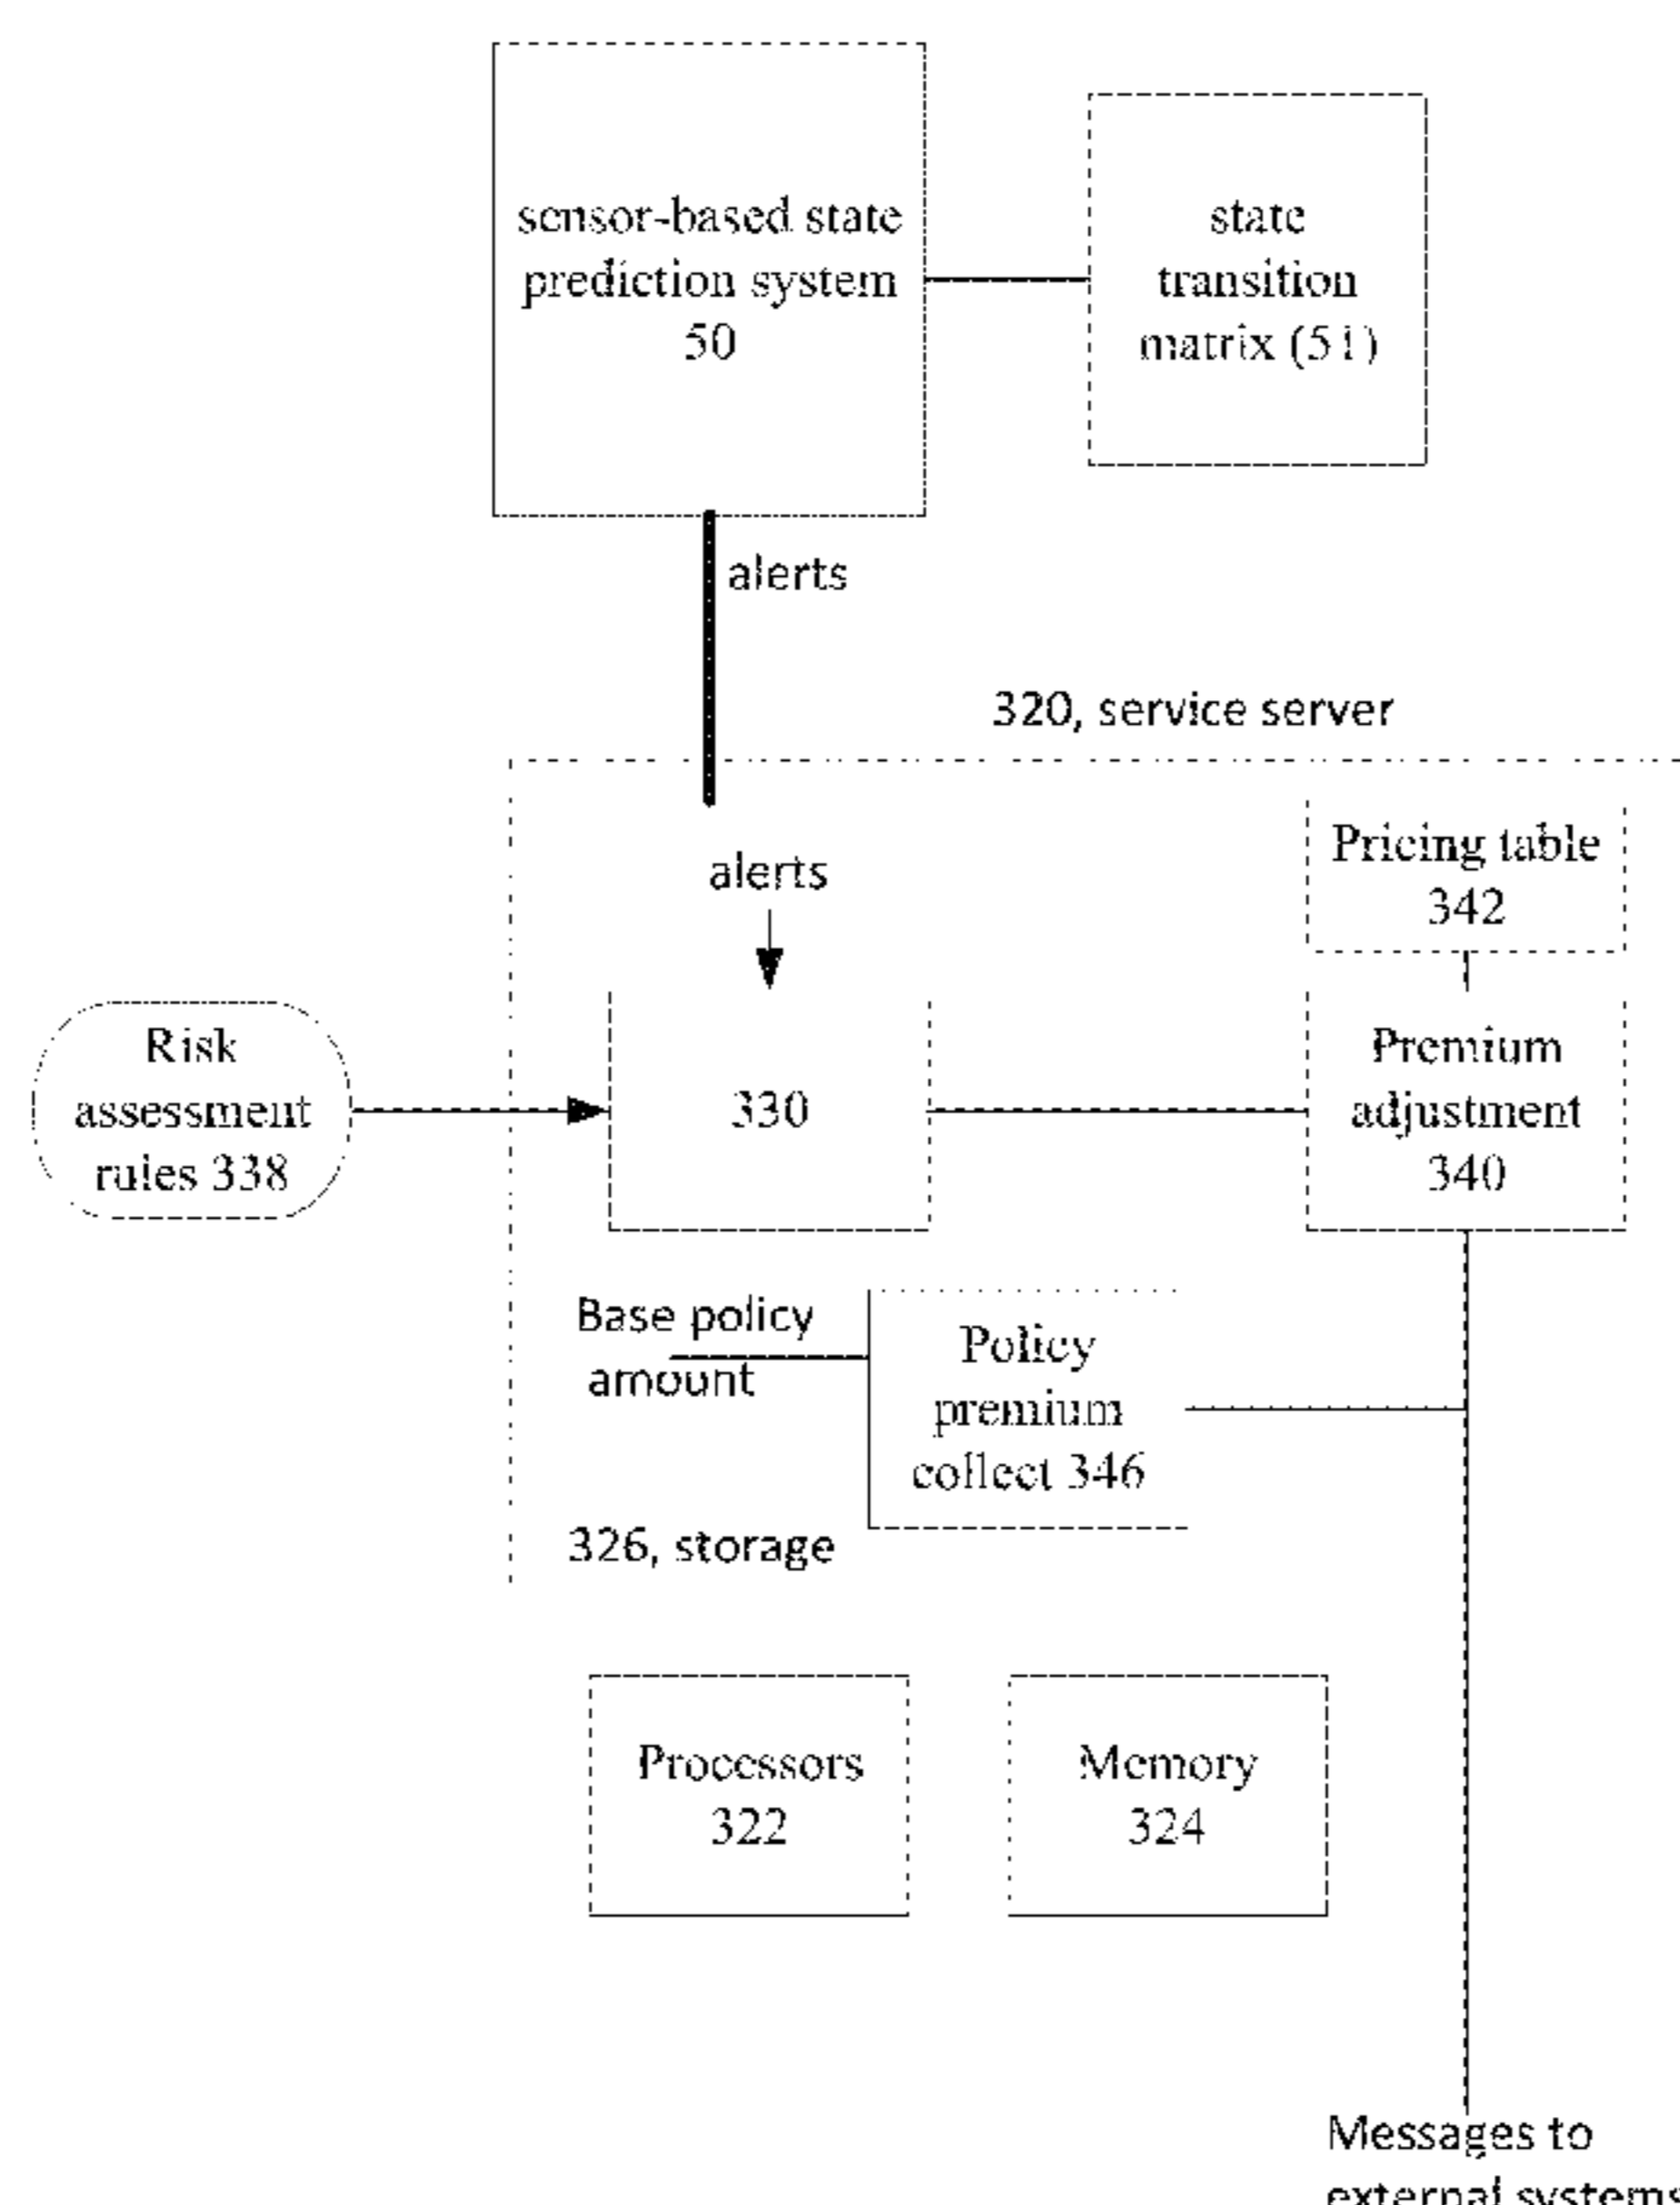 sensor-based state
prediction system
50
state
transition
matrix (51)
alerts
320, service server
alerts
Pricing table
342
Risk
assessment
rules 338
330
Premium
adjustment
340
Base policy
amount
Policy
premium
collect 346
326, storage
Processors
322
Memory
324
Messages to
external systems